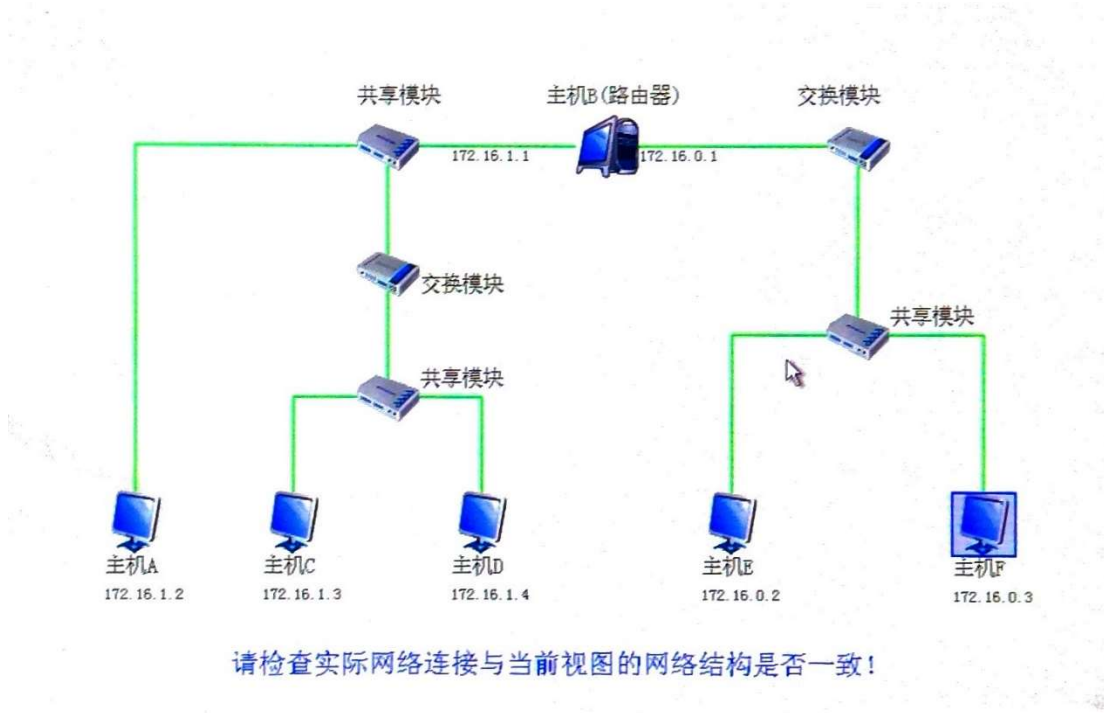 共享模块
主机B(路由器)
交换模块
172.16.1.1
172.16.0.1
交换模块
共享模块
共享模块
主机A
主机C
主机D
主机E
主机F
172.16.1.2
172.16.1.3
172.16.1.4
172.16.0.2
172.16.0.3
请检查实际网络连接与当前视图的网络结构是否一致!